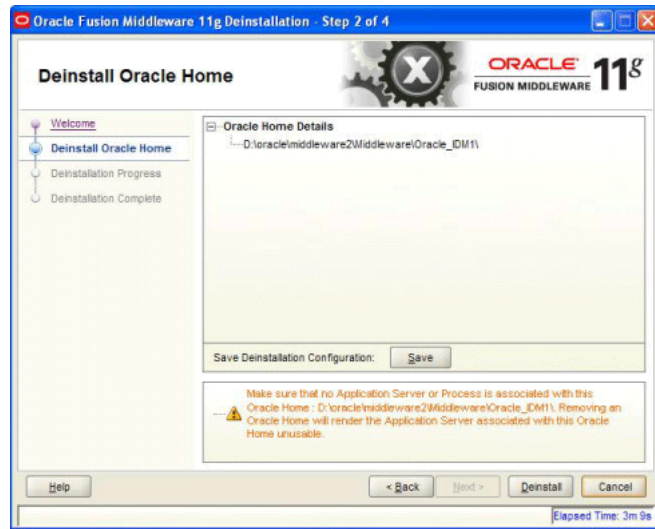 Oracle Fusion Middleware 11g Deinstallation - Step 2 of 4
Deinstall Oracle Home
ORACLE
FUSION MIDDLEWARE 11g
Welcome
Deinstall Oracle Home
Deinstallation Progress
Deinstallation Complete
Oracle Home Details
D:\oracle\middleware2\Middleware\Oracle_IDM1\
Save Deinstallation Configuration: Save
Make sure that no Application Server or Process is associated with this
Oracle Home : D:\oracle\middleware2\Middleware\Oracle_IDM1\. Removing an
Oracle Home will render the Application Server associated with this Oracle
Home unusable.
Help < Back Next > Deinstall Cancel
Elapsed Time: 3m 9s